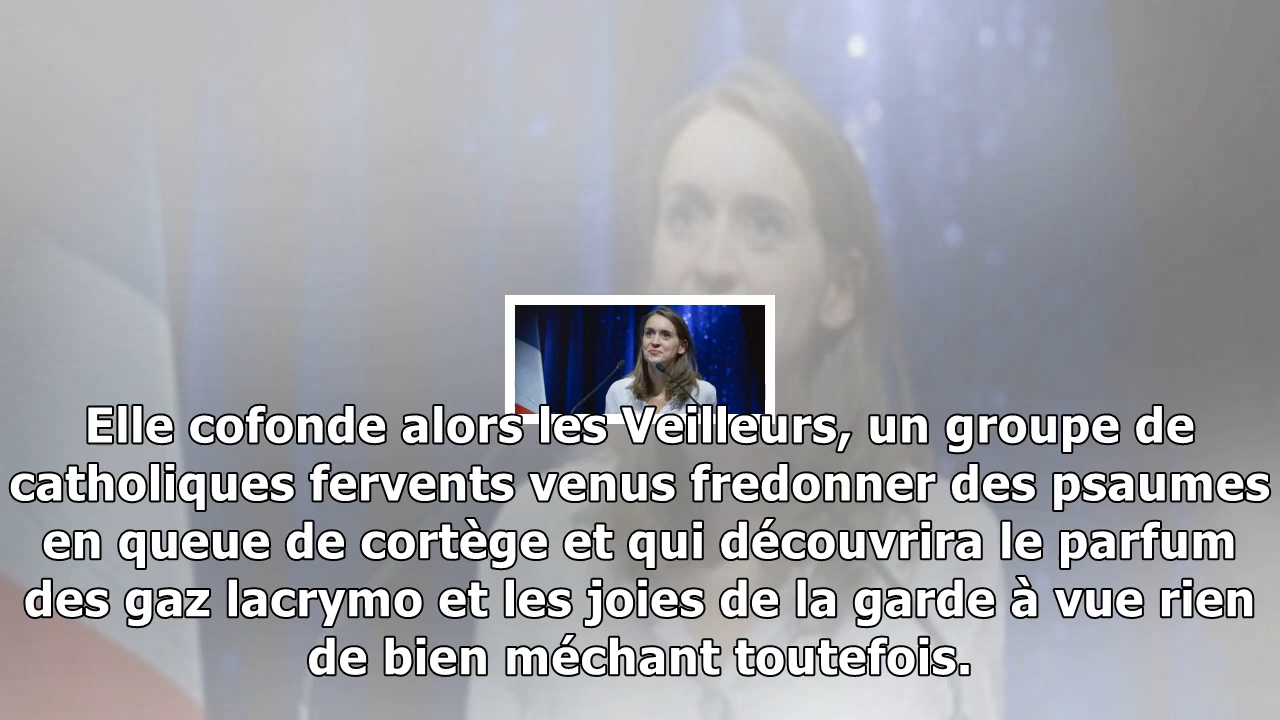 Elle cofonde alors les Veilleurs, un groupe de
catholiques fervents venus fredonner des psaumes
en queue de cortège et qui découvrira le parfum
des gaz lacrymo et les joies de la garde à vue rien
de bien méchant toutefois.